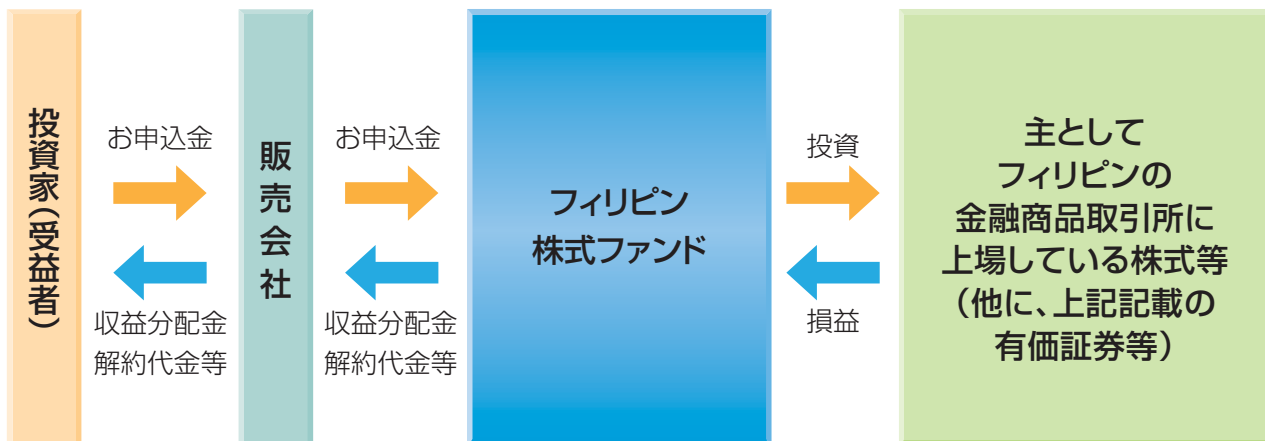 投資家(受益者)
お申込金
収益分配金
解約代金等
販売会社
お申込金
収益分配金
解約代金等
フィリピン
株式ファンド
投資
損益
主として
フィリピンの
金融商品取引所に
上場している株式等
(他に、上記記載の
有価証券等)